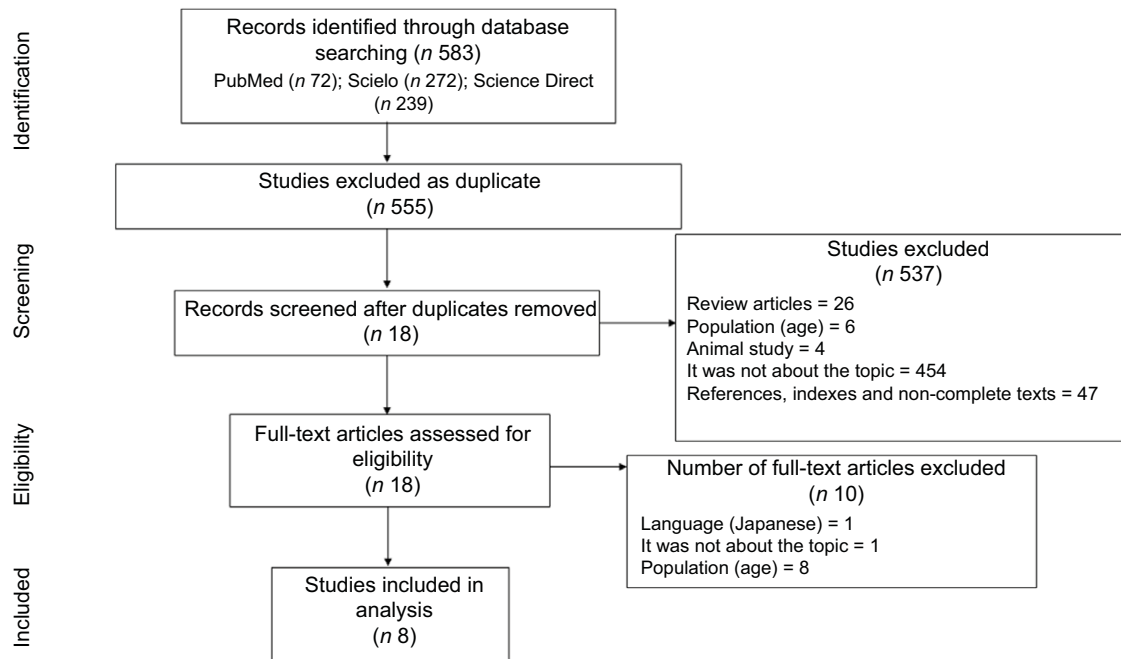 Identification
Records identified through database
searching (n 583)
PubMed (n 72); Scielo (n 272); Science Direct
(n 239)
Studies excluded as duplicate
(n 555)
Screening
Records screened after duplicates removed
(n 18)
Studies excluded
(n 537)
Review articles = 26
Population (age) = 6
Animal study = 4
It was not about the topic = 454
References, indexes and non-complete texts = 47
Eligibility
Full-text articles assessed for
eligibility
(n 18)
Number of full-text articles excluded
(n 10)
Language (Japanese) = 1
It was not about the topic = 1
Population (age) = 8
Included
Studies included in
analysis
(n 8)